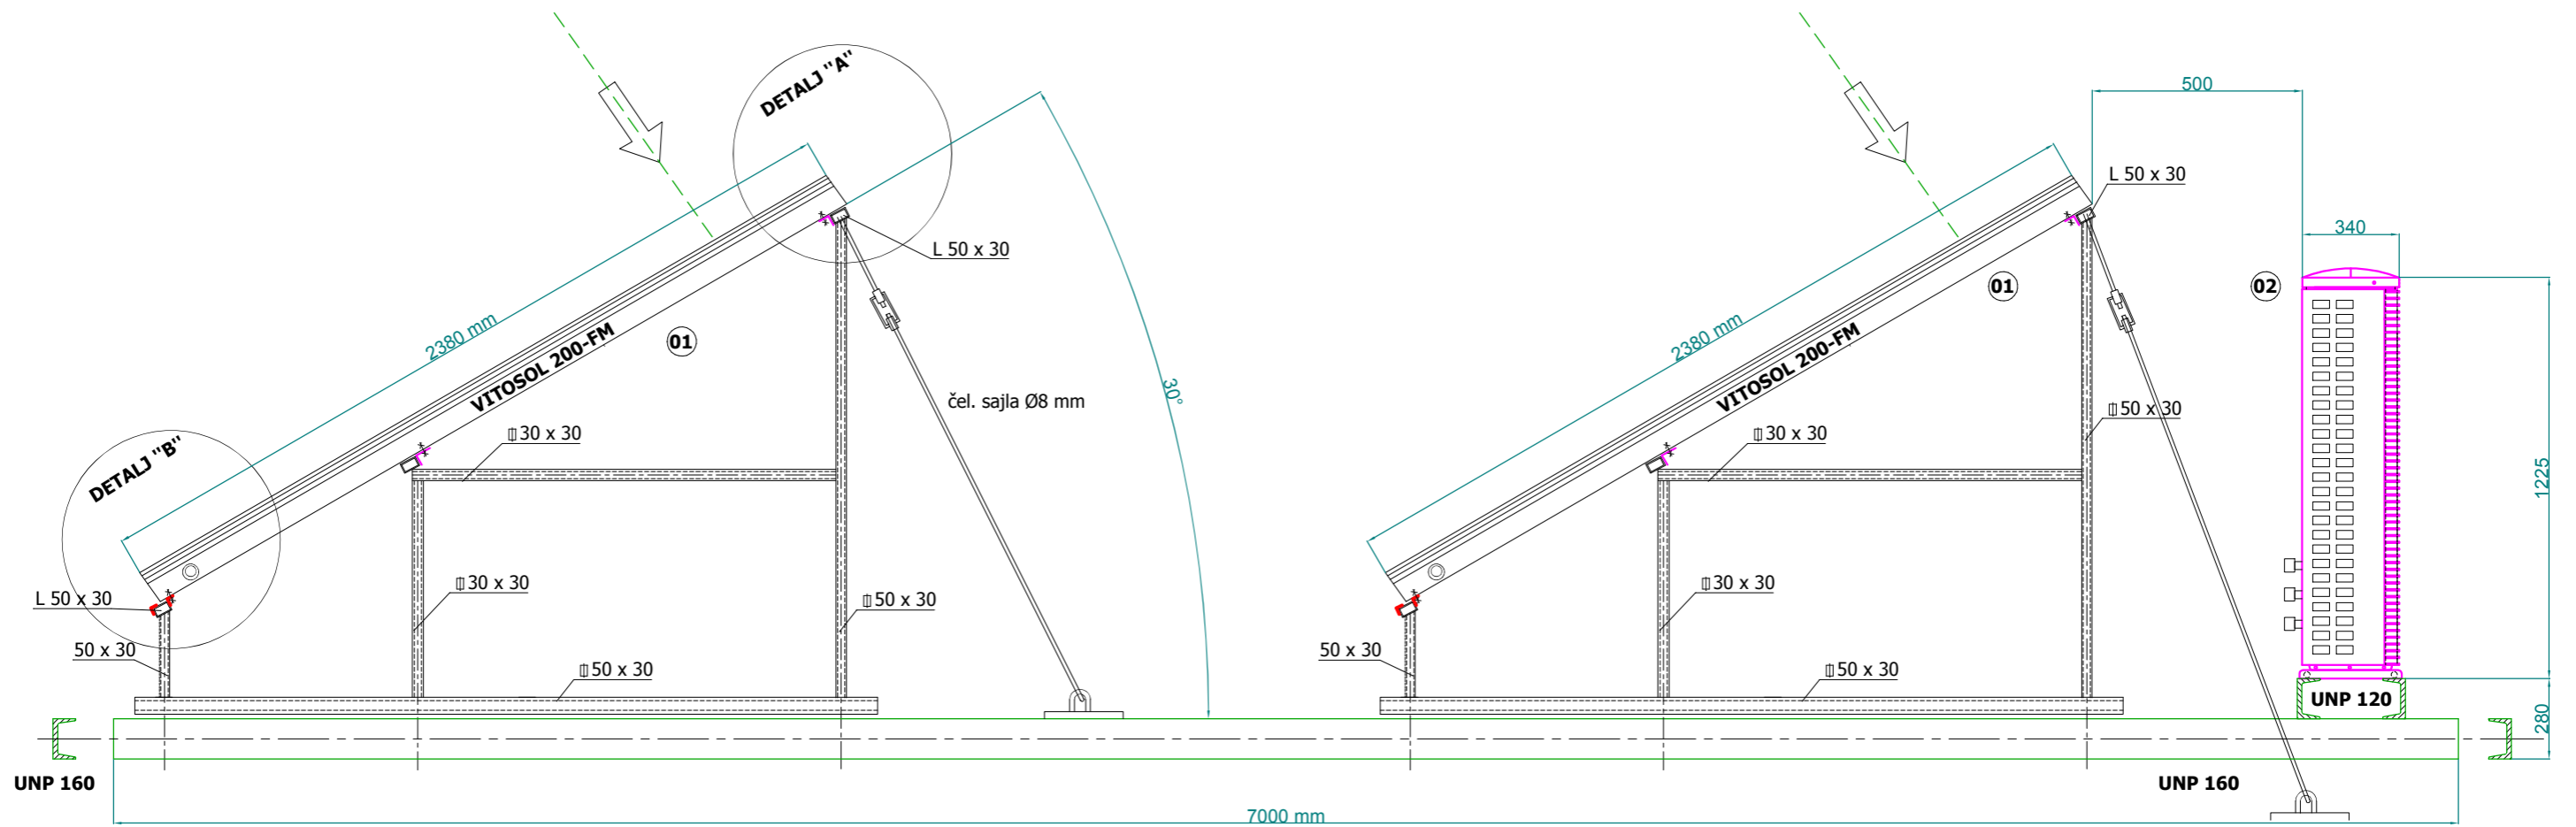 DETALJ "A"
500
L 50 x 30
340
L 50 x 30
02
2380 mm
VITOSOL 200-FM
01
2380 mm
VITOSOL 200-FM
01
30°
čel. sajla Ø8 mm
50 x 30
30 x 30
30 x 30
DETALJ "B"
1225
L 50 x 30
30 x 30
50 x 30
30 x 30
50 x 30
50 x 30
50 x 30
50 x 30
UNP 120
280
UNP 160
UNP 160
7000 mm